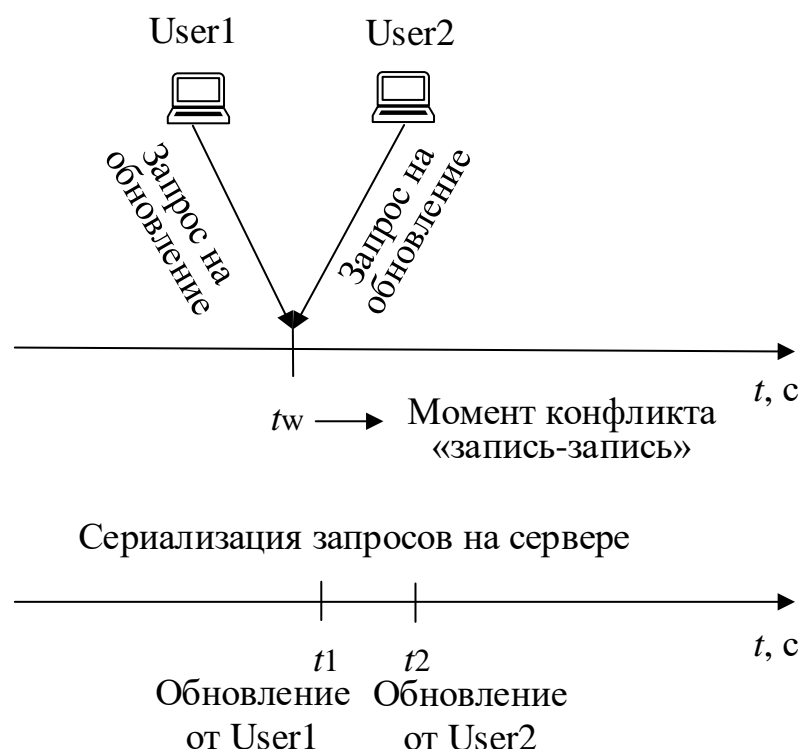 User1
User2
Запрос на
обновление
Запрос на
обновление
t, с
tw
Момент конфликта
«запись-запись»
Сериализация запросов на сервере
t, с
t1
t2
Обновление
от User1
Обновление
от User2